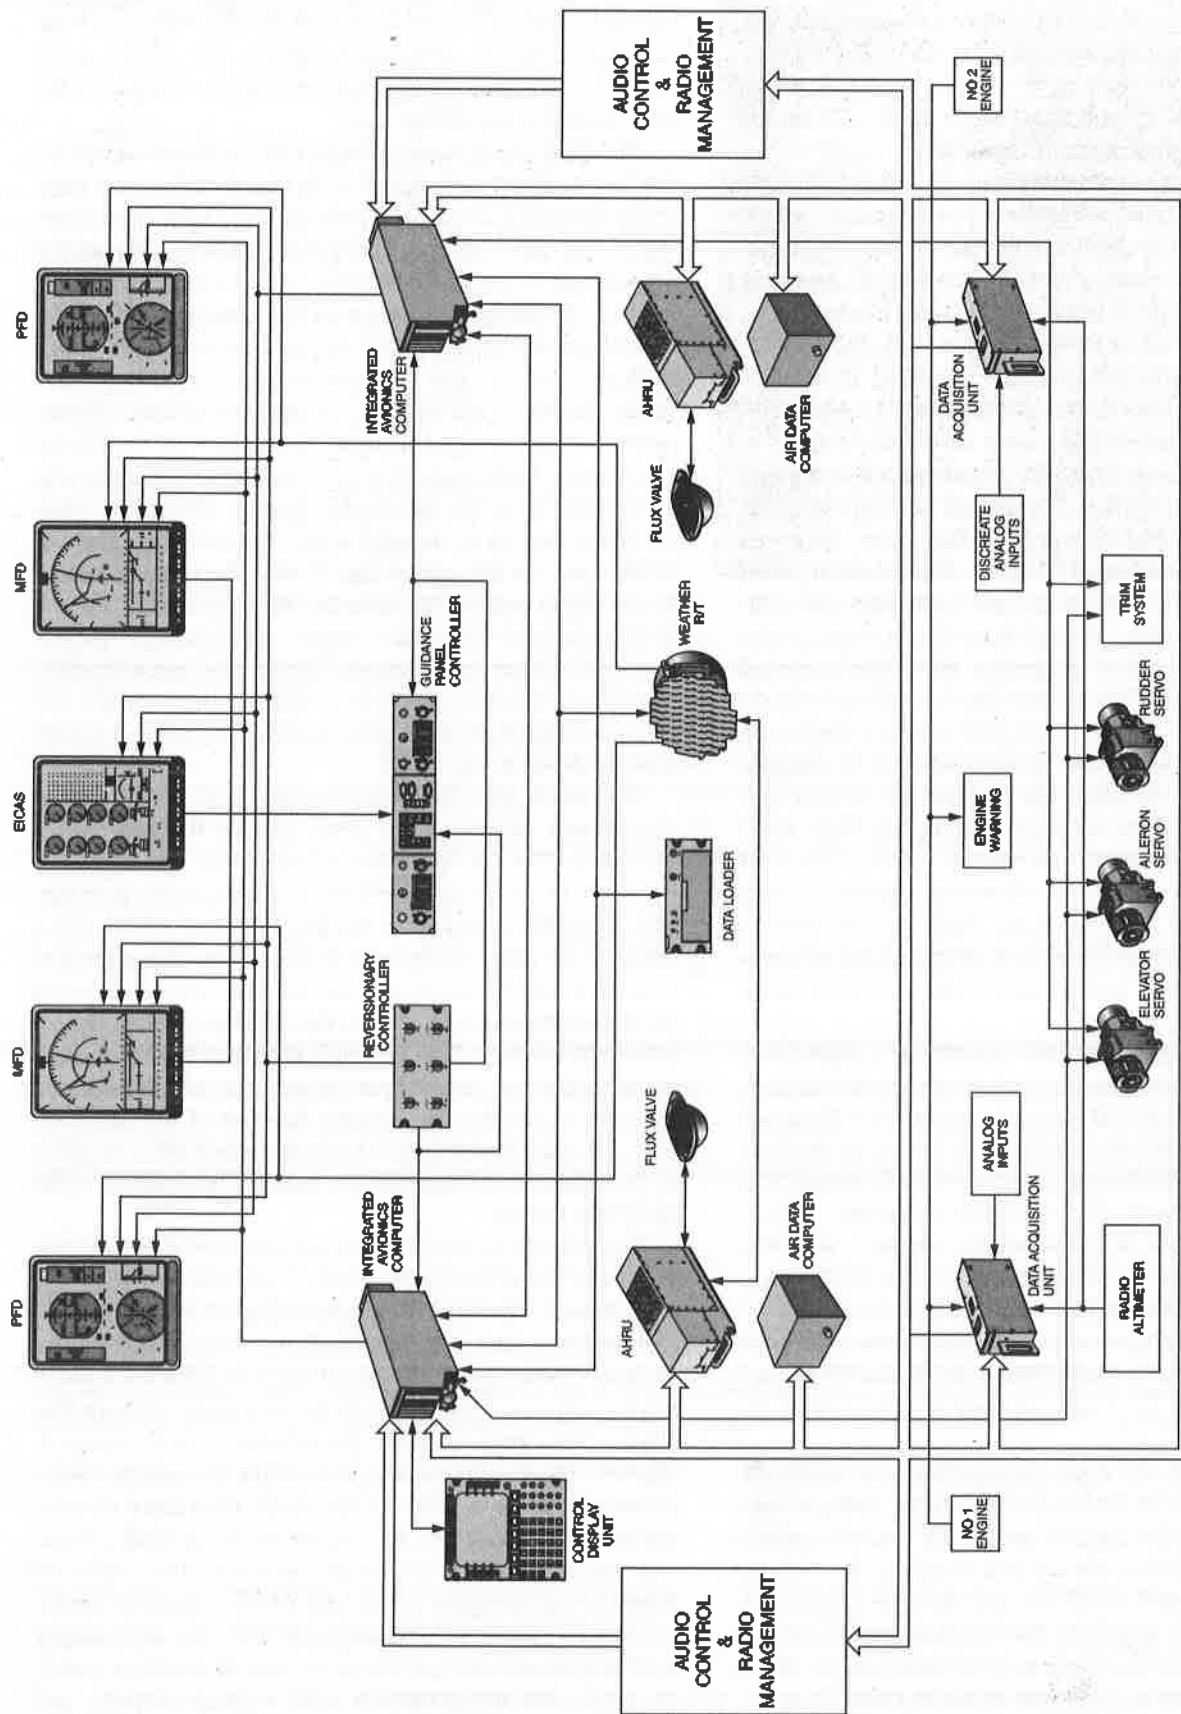 PFD
MFD
EICAS
MFD
PFD
INTEGRATED
AVIONICS
COMPUTER
REVERSIONARY
CONTROLLER
GUIDANCE
PANEL CONTROLLER
INTEGRATED
AVIONICS
COMPUTER
CONTROL
DISPLAY
UNIT
AUDIO
CONTROL
&
RADIO
MANAGEMENT
AHRU
FLUX VALVE
DATA LOADER
WEATHER
R/T
FLUX VALVE
AHRU
AUDIO
CONTROL
&
RADIO
MANAGEMENT
AIR DATA
COMPUTER
AIR DATA
COMPUTER
NO 1
ENGINE
ANALOG
INPUTS
DATA ACQUISITION
UNIT
ENGINE
WARNING
DISCREATE
ANALOG
INPUTS
DATA
ACQUISITION
UNIT
NO 2
ENGINE
RADIO
ALTIMETER
ELEVATOR
SERVO
AILERON
SERVO
RUDDER
SERVO
TRIM
SYSTEM